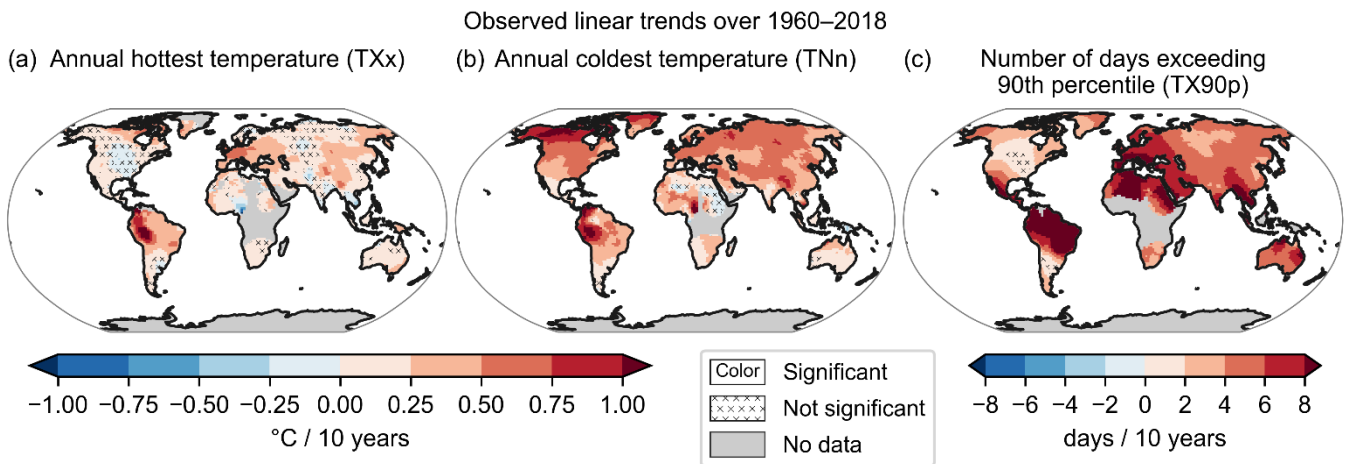 Observed linear trends over 1960–2018
(a) Annual hottest temperature (TXx)
(b) Annual coldest temperature (TNn)
(c) Number of days exceeding
90th percentile (TX90p)
−1.00 −0.75 −0.50 −0.25 0.00 0.25 0.50 0.75 1.00
°C / 10 years
Color Significant
Not significant
No data
−8 −6 −4 −2 0 2 4 6 8
days / 10 years